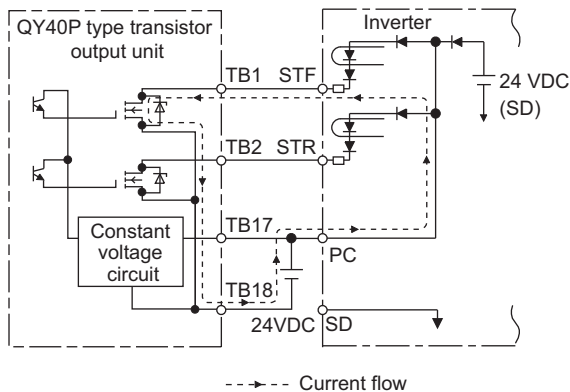 QY40P type transistor
output unit
Inverter
TB1 STF
24 VDC
(SD)
TB2 STR
TB17
Constant
voltage
circuit
PC
TB18
24VDC SD
Current flow